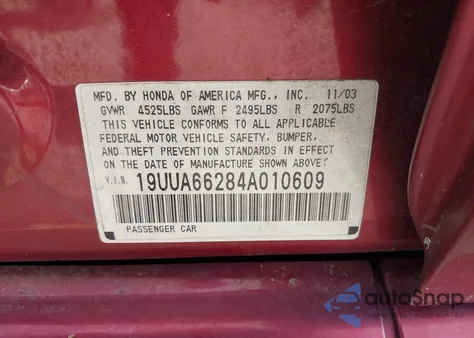 MFD. BY HONDA OF AMERICA MFG., INC. 11/03
GVWR 4525LBS GAWR F 2495LBS R 2075LBS
THIS VEHICLE CONFORMS TO ALL APPLICABLE
FEDERAL MOTOR VEHICLE SAFETY, BUMPER,
AND THEFT PREVENTION STANDARDS IN EFFECT
ON THE DATE OF MANUFACTURE SHOWN ABOVE.
V.I.N. 19UUA66284A010609
PASSENGER CAR
autoSnap